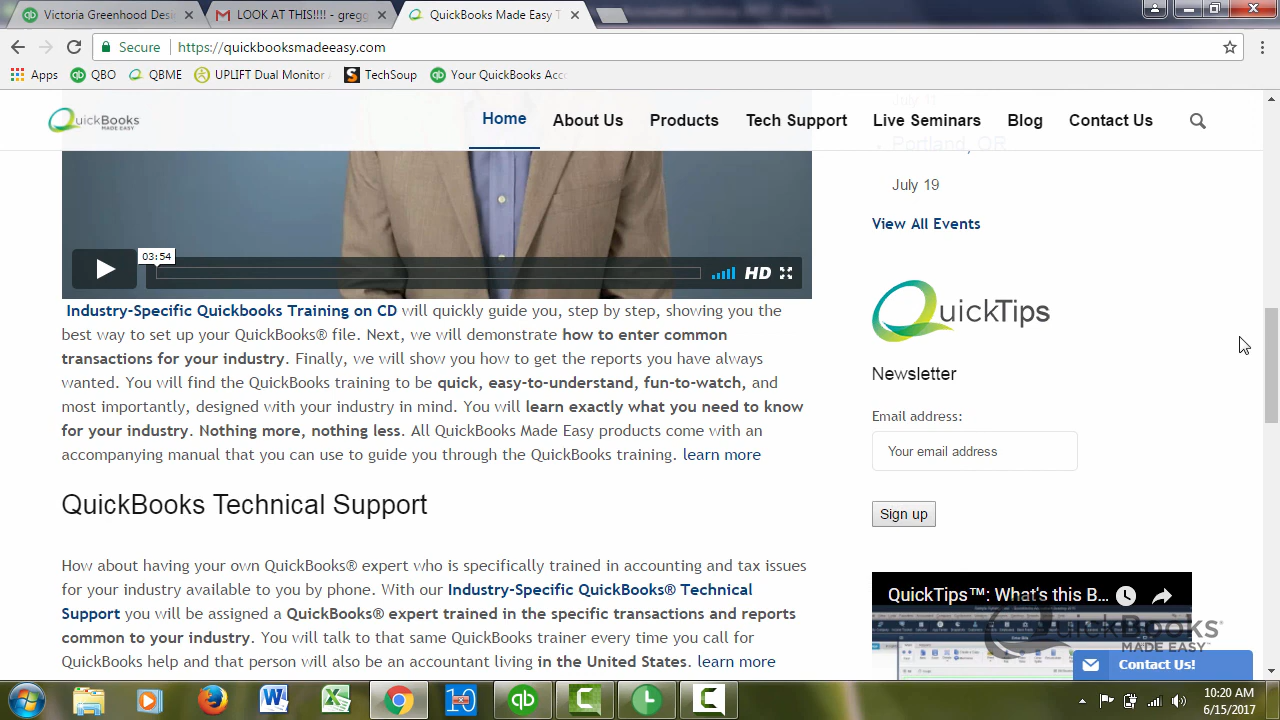 Victoria Greenhood Desi
LOOK AT THIS!!!! - gregg
QuickBooks Made Easy T
Secure
https://quickbooksmadeeasy.com
Apps
QBO
QBME
UPLIFT Dual Monitor
TechSoup
Your QuickBooks Acc
QuickBooks
MADE EASY
Home
About Us
Products
Tech Support
Live Seminars
Blog
Contact Us
July 11
Portland, OR
July 19
View All Events
03:54
HD
Industry-Specific Quickbooks Training on CD will quickly guide you, step by step, showing you the
best way to set up your QuickBooks® file. Next, we will demonstrate how to enter common
transactions for your industry. Finally, we will show you how to get the reports you have always
wanted. You will find the QuickBooks training to be quick, easy-to-understand, fun-to-watch, and
most importantly, designed with your industry in mind. You will learn exactly what you need to know
for your industry. Nothing more, nothing less. All QuickBooks Made Easy products come with an
accompanying manual that you can use to guide you through the QuickBooks training. learn more
QuickBooks Technical Support
How about having your own QuickBooks® expert who is specifically trained in accounting and tax issues
for your industry available to you by phone. With our Industry-Specific QuickBooks® Technical
Support you will be assigned a QuickBooks® expert trained in the specific transactions and reports
common to your industry. You will talk to that same QuickBooks trainer every time you call for
QuickBooks help and that person will also be an accountant living in the United States. learn more
QuickTips
Newsletter
Email address:
Your email address
Sign up
QuickTips™: What's this B...
QuickBooks®
MADE EASY™
Contact Us!
10:20 AM
6/15/2017